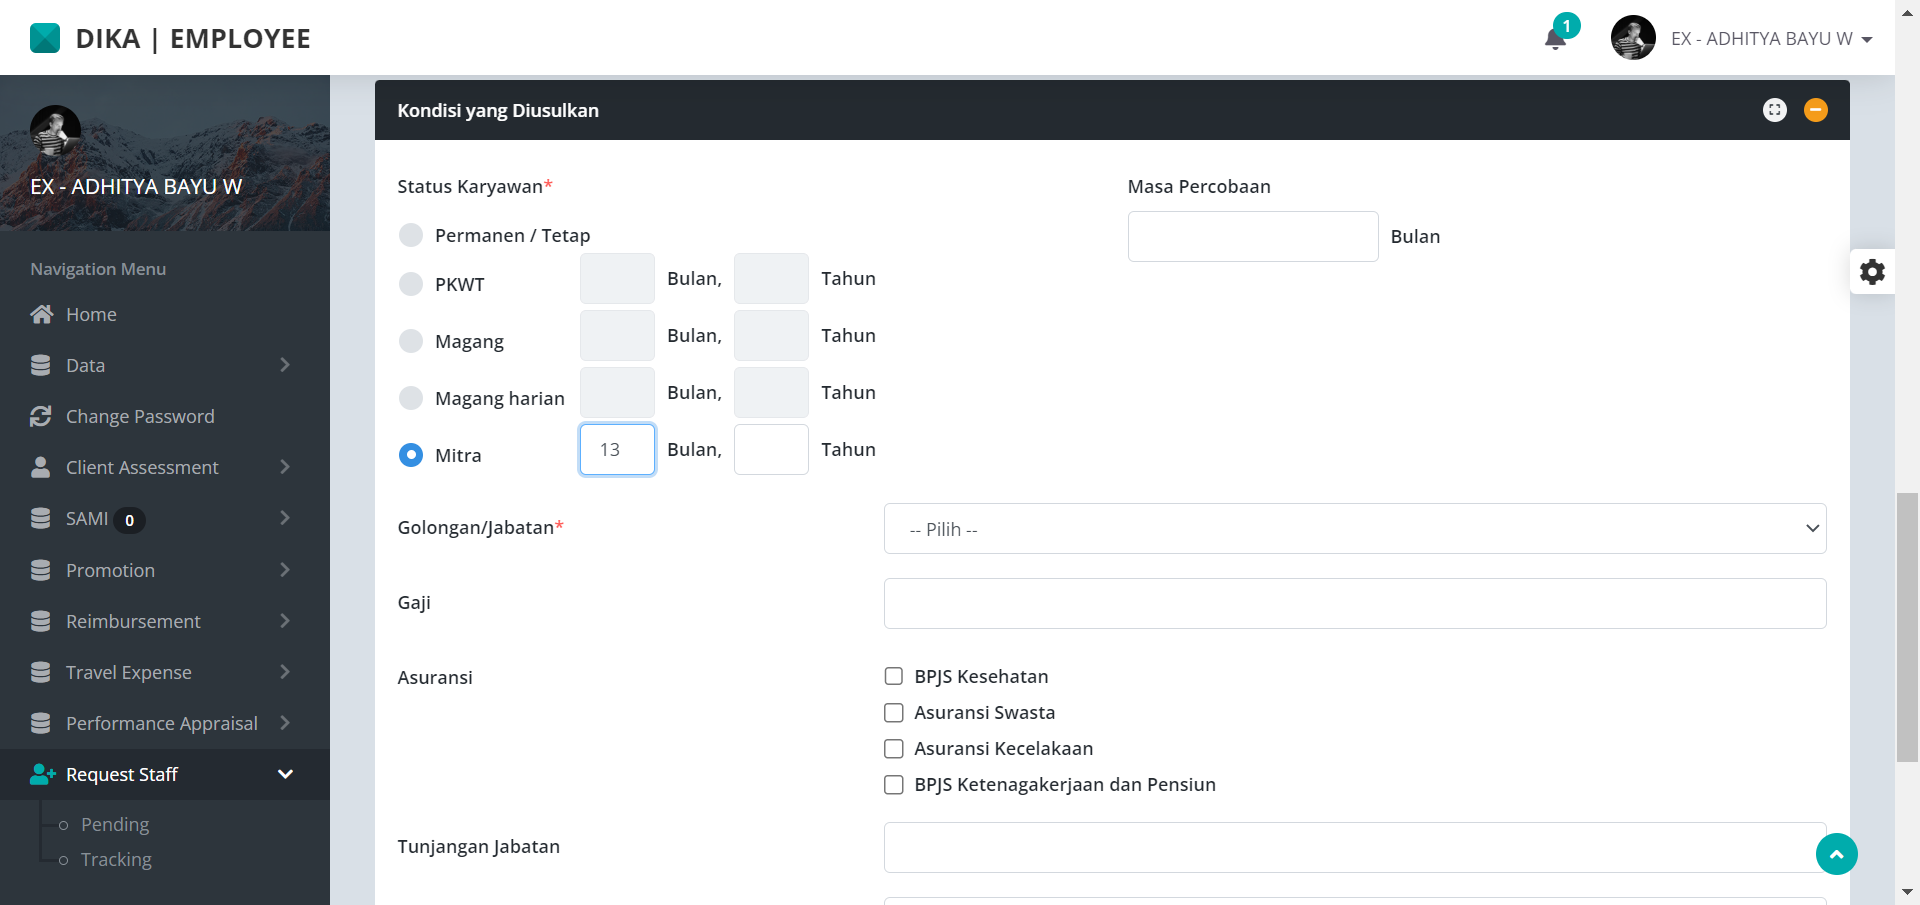 DIKA | EMPLOYEE
1
EX - ADHITYA BAYU W
EX - ADHITYA BAYU W
Navigation Menu
Home
Data
Change Password
Client Assessment
SAMI 0
Promotion
Reimbursement
Travel Expense
Performance Appraisal
Request Staff
Pending
Tracking
Kondisi yang Diusulkan
Status Karyawan*
Permanen / Tetap
PKWT Bulan, Tahun
Magang Bulan, Tahun
Magang harian Bulan, Tahun
Mitra 13 Bulan, Tahun
Masa Percobaan
Bulan
Golongan/Jabatan* -- Pilih --
Gaji
Asuransi
BPJS Kesehatan
Asuransi Swasta
Asuransi Kecelakaan
BPJS Ketenagakerjaan dan Pensiun
Tunjangan Jabatan